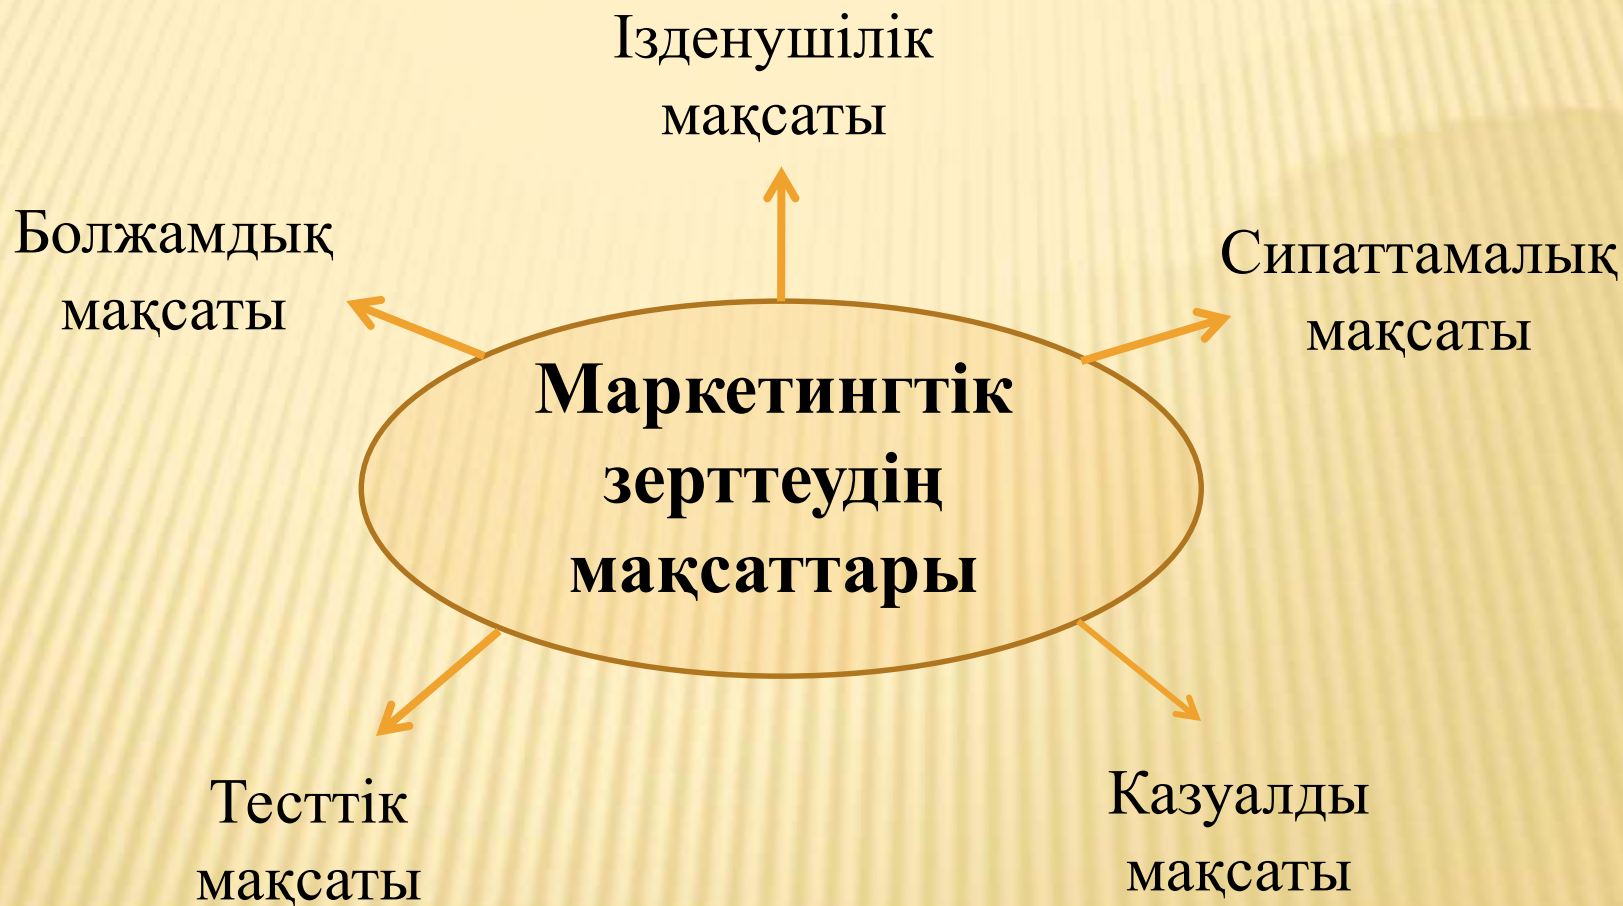 Ізденушілік
мақсаты
Болжамдық
мақсаты
Сипаттамалық
мақсаты
Маркетингтік
зерттеудің
мақсаттары
Тесттік
мақсаты
Казуалды
мақсаты